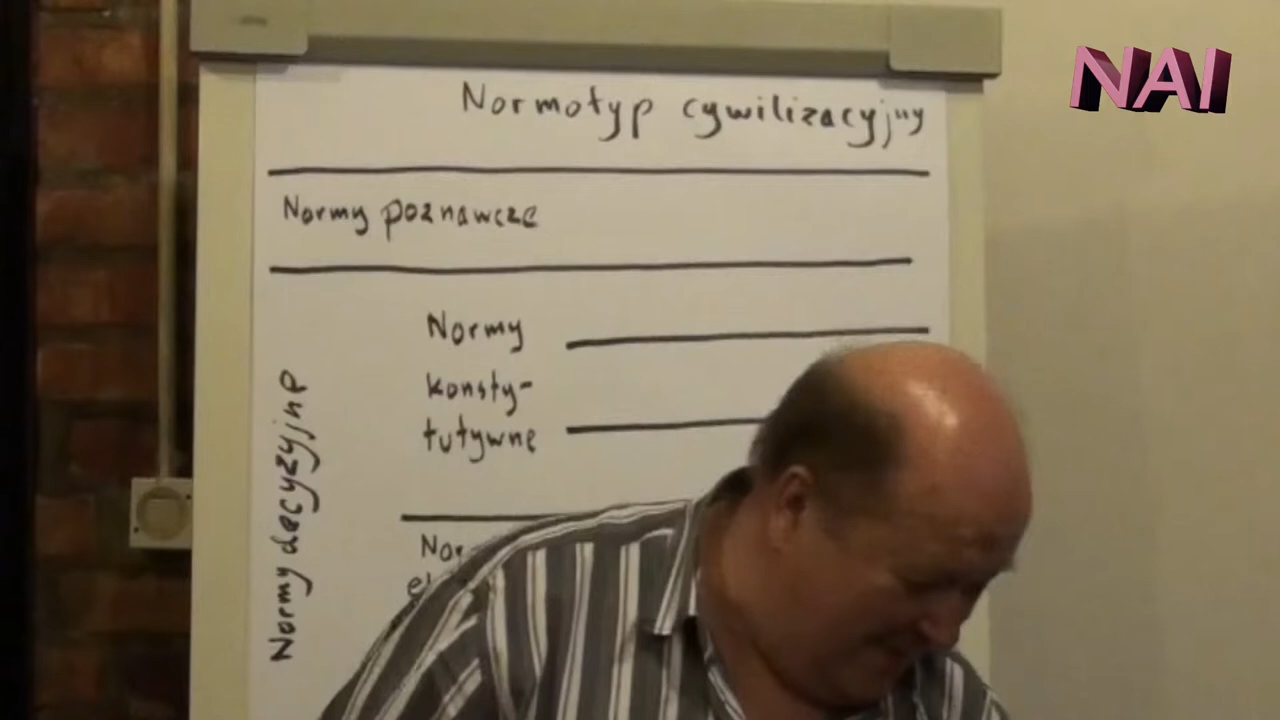 NAI
Normotyp cywilizacyjny
Normy poznawcze
Normy
konsty-
tutywne
Normy decyzyjne